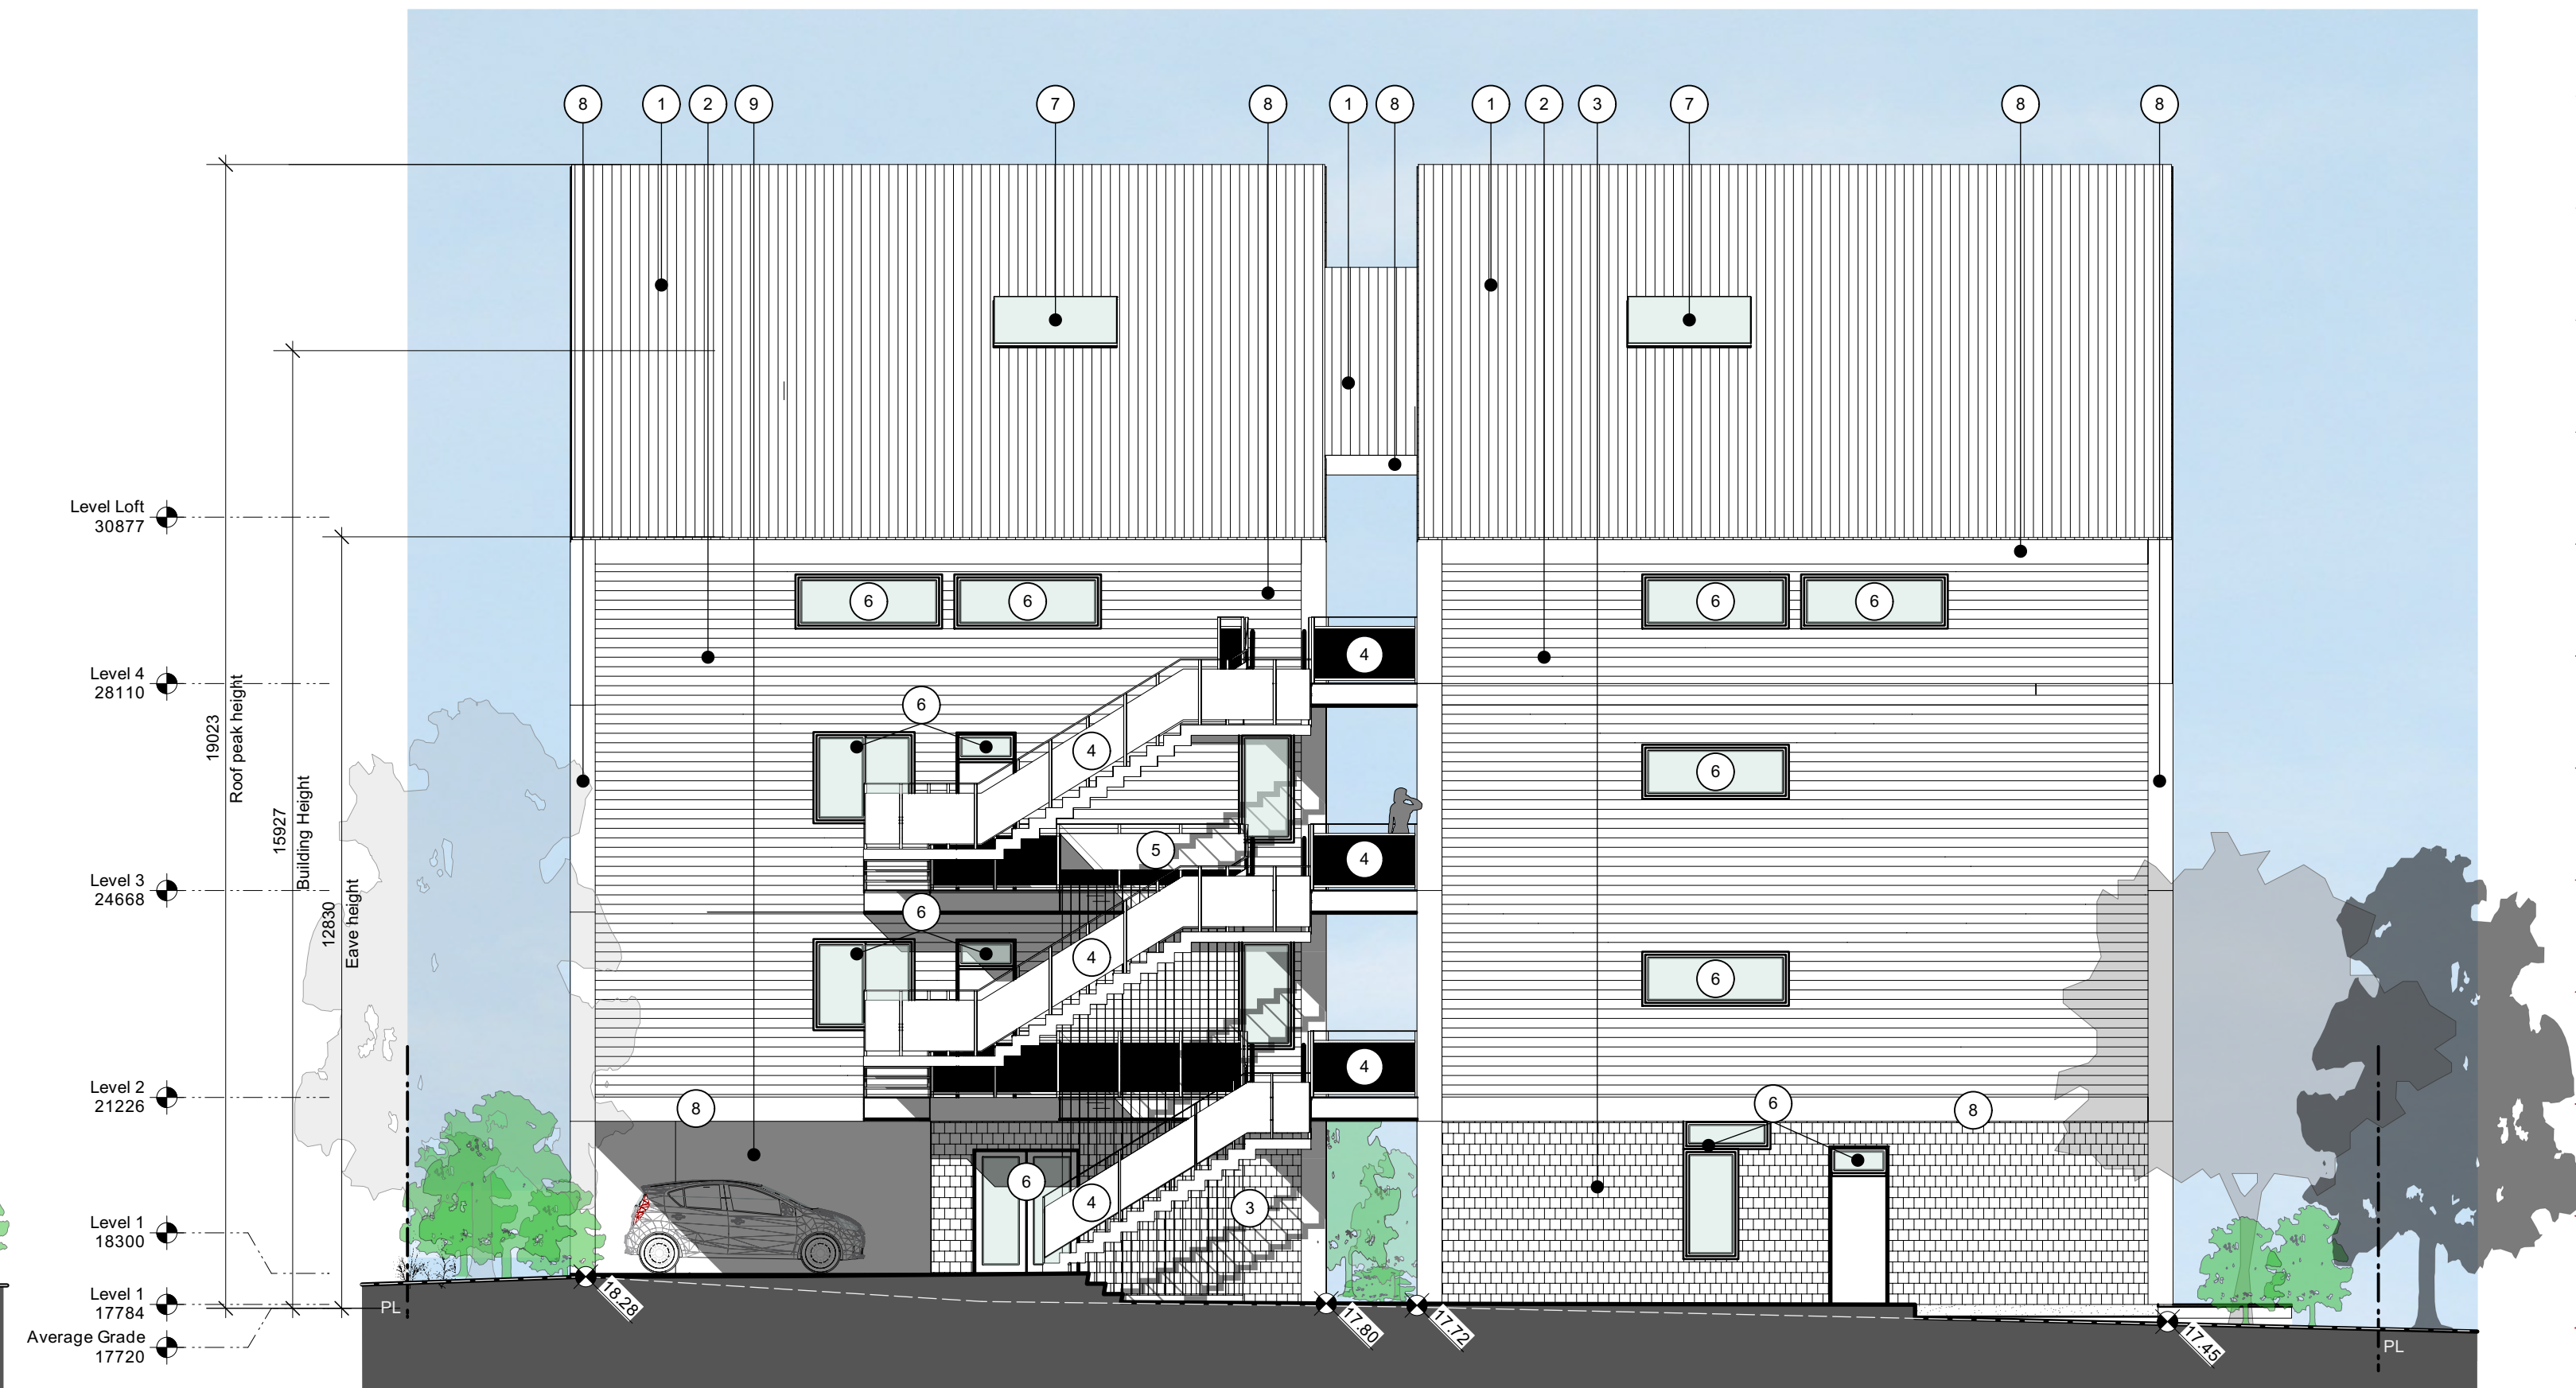 8 1 2 9 7 8 1 8 1 2 3 7 8 8
Level Loft
30877
6 6 6 6
4
Level 4
28110
6
4
6
19023
Roof peak height
15927
Building Height
12830
Eave height
5
4
Level 3
24668
6
4
6
4
Level 2
21226
8
6
8
6
4
3
Level 1
18300
Level 1
17784
PL
18.28
17.80
17.72
17.45
PL
Average Grade
17720